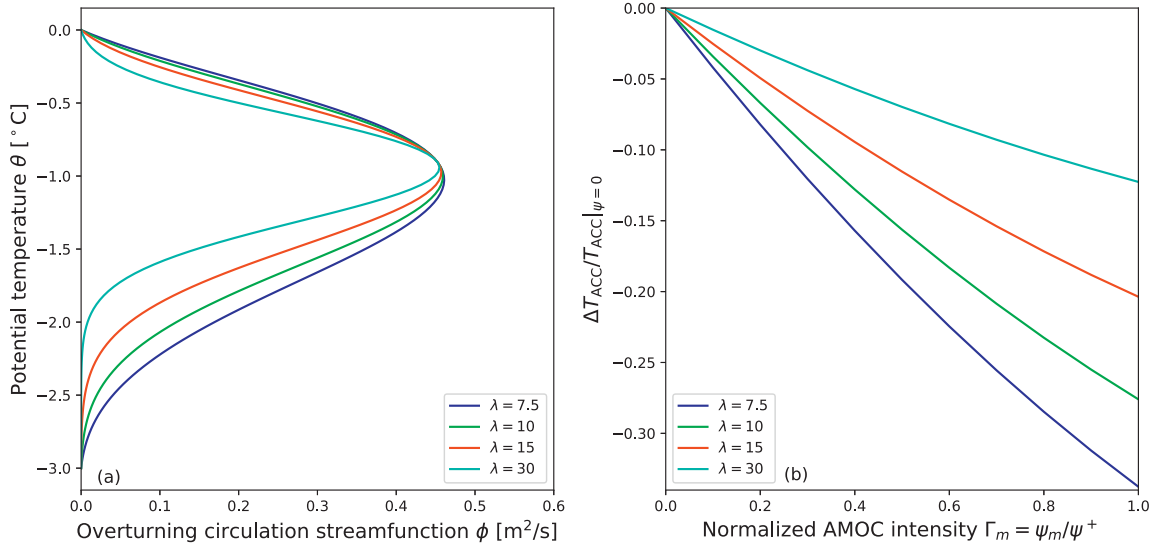 Potential temperature θ [°C]
0.0
−0.5
−1.0
−1.5
−2.0
−2.5
−3.0
(a)
λ = 7.5
λ = 10
λ = 15
λ = 30
0.0 0.1 0.2 0.3 0.4 0.5 0.6
Overturning circulation streamfunction ϕ [m²/s]
ΔT_ACC/T_ACC|ψ=0
0.00
−0.05
−0.10
−0.15
−0.20
−0.25
−0.30
λ = 7.5
λ = 10
λ = 15
λ = 30
(b)
0.0 0.2 0.4 0.6 0.8 1.0
Normalized AMOC intensity Γₘ = ψₘ/ψ⁺